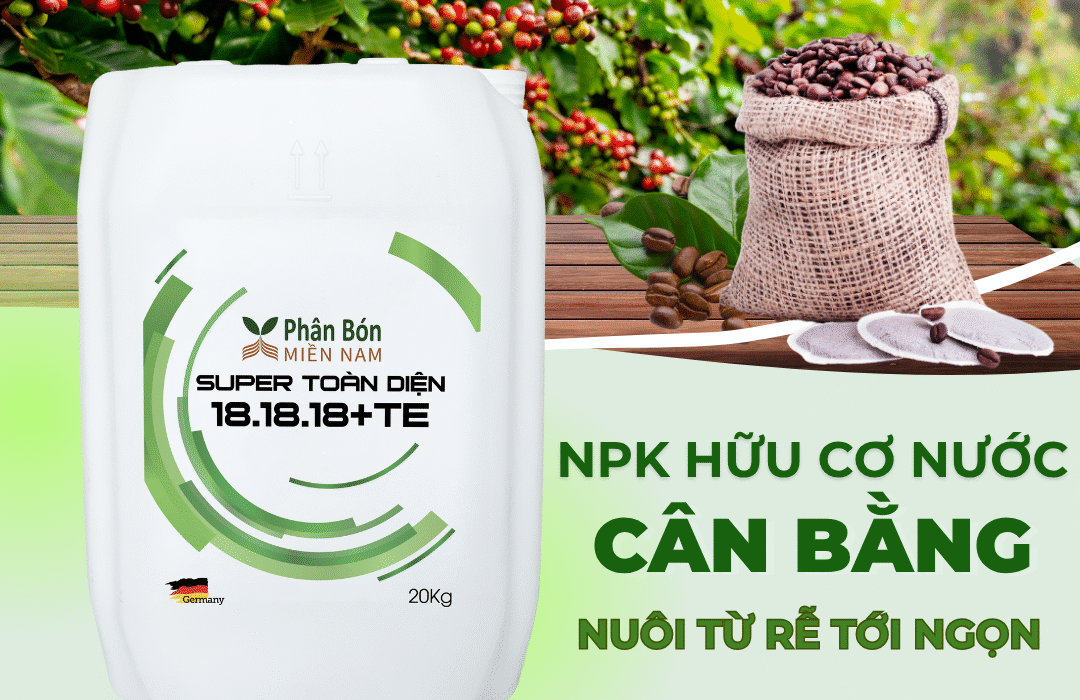 Phân Bón
MIỀN NAM
SUPER TOÀN DIỆN
18.18.18+TE
Germany
20Kg
NPK HỮU CƠ NƯỚC
CÂN BẰNG
NUÔI TỪ RỄ TỚI NGỌN